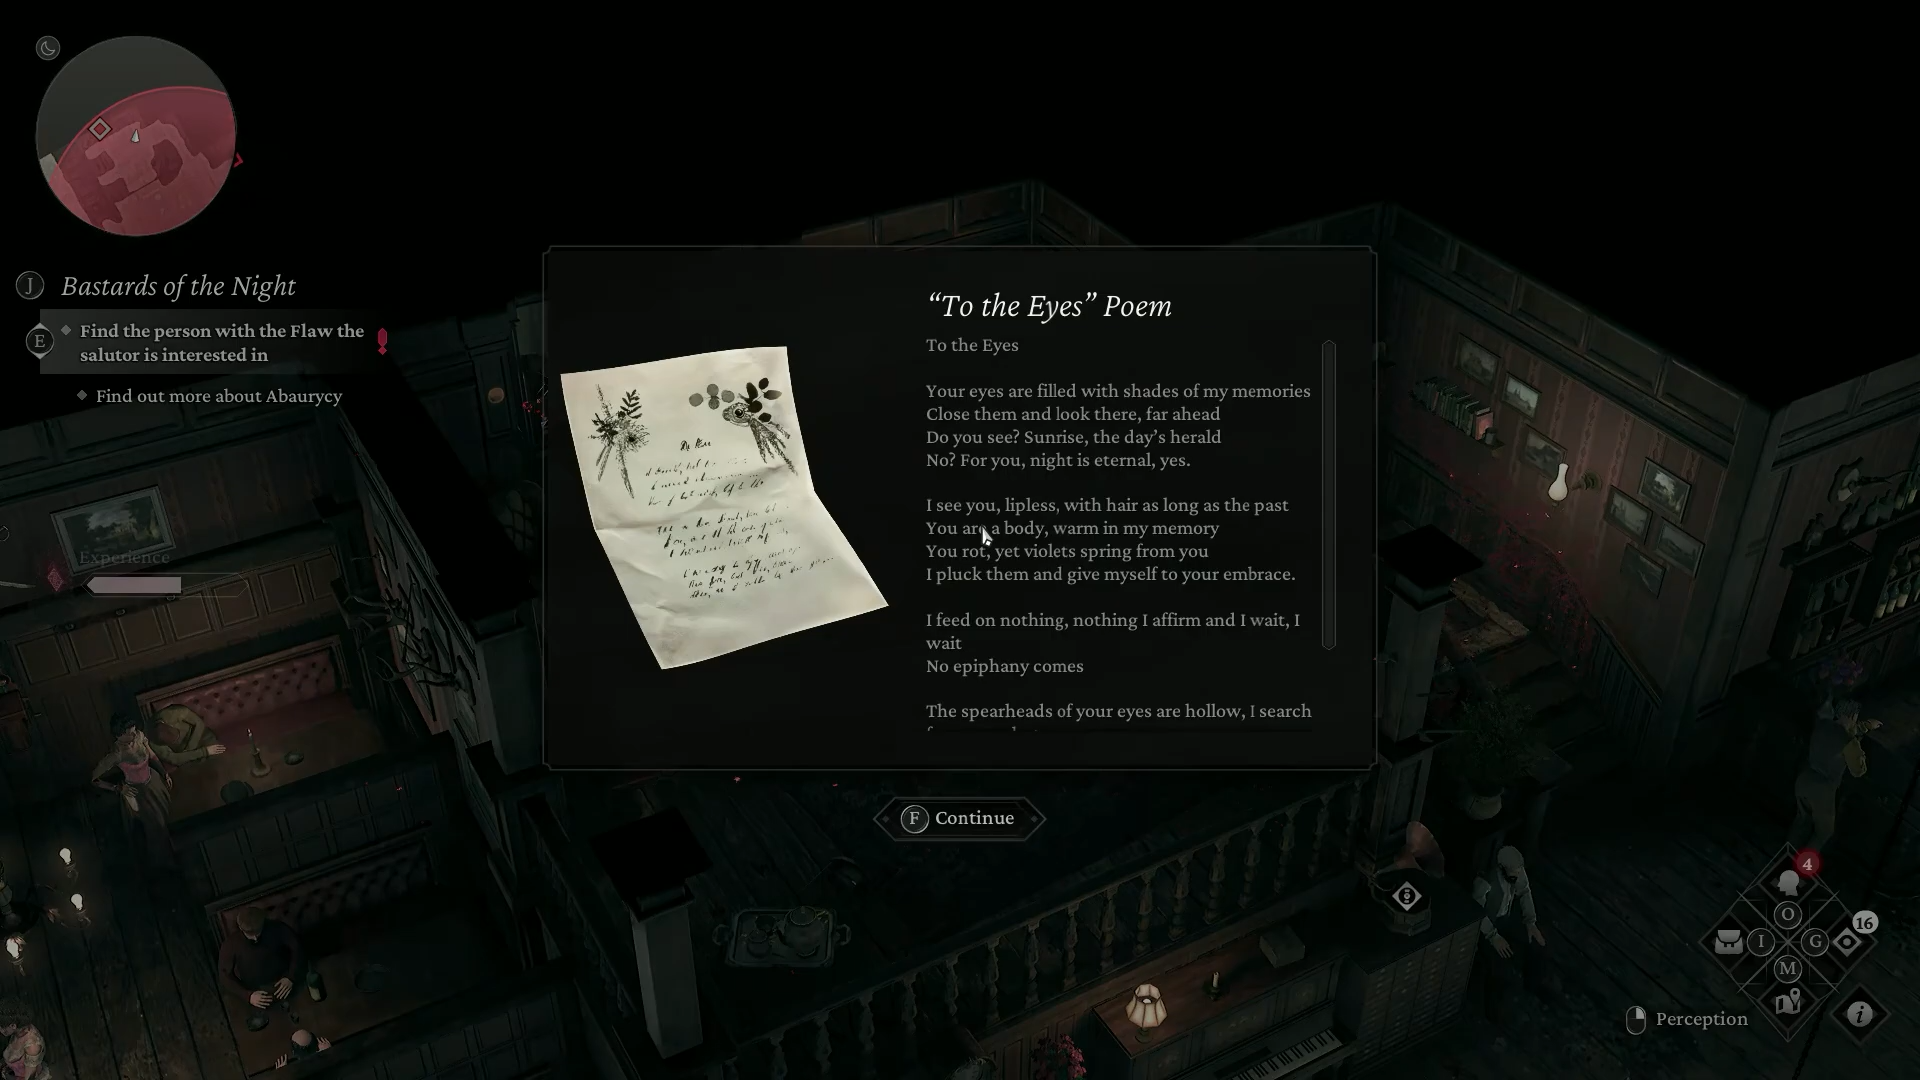 J
Bastards of the Night
E
Find the person with the Flaw the
salutor is interested in
Find out more about Abaurycy
Experience
“To the Eyes” Poem
To the Eyes
Your eyes are filled with shades of my memories
Close them and look there, far ahead
Do you see? Sunrise, the day’s herald
No? For you, night is eternal, yes.
I see you, lipless, with hair as long as the past
You are a body, warm in my memory
You rot, yet violets spring from you
I pluck them and give myself to your embrace.
I feed on nothing, nothing I affirm and I wait, I
wait
No epiphany comes
The spearheads of your eyes are hollow, I search
F Continue
4
O
16
I
G
M
Perception
i